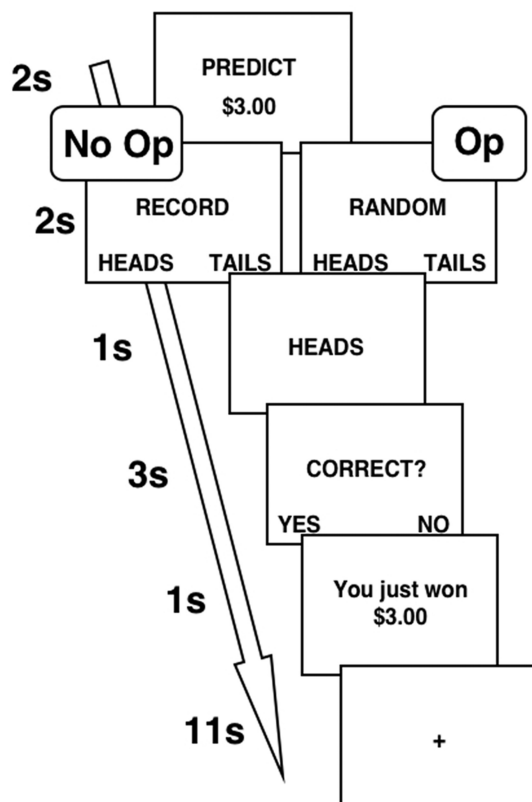 2s
PREDICT
$3.00
No Op
Op
2s
RECORD
HEADS TAILS
RANDOM
HEADS TAILS
1s
HEADS
3s
CORRECT?
YES NO
1s
You just won
$3.00
11s
+